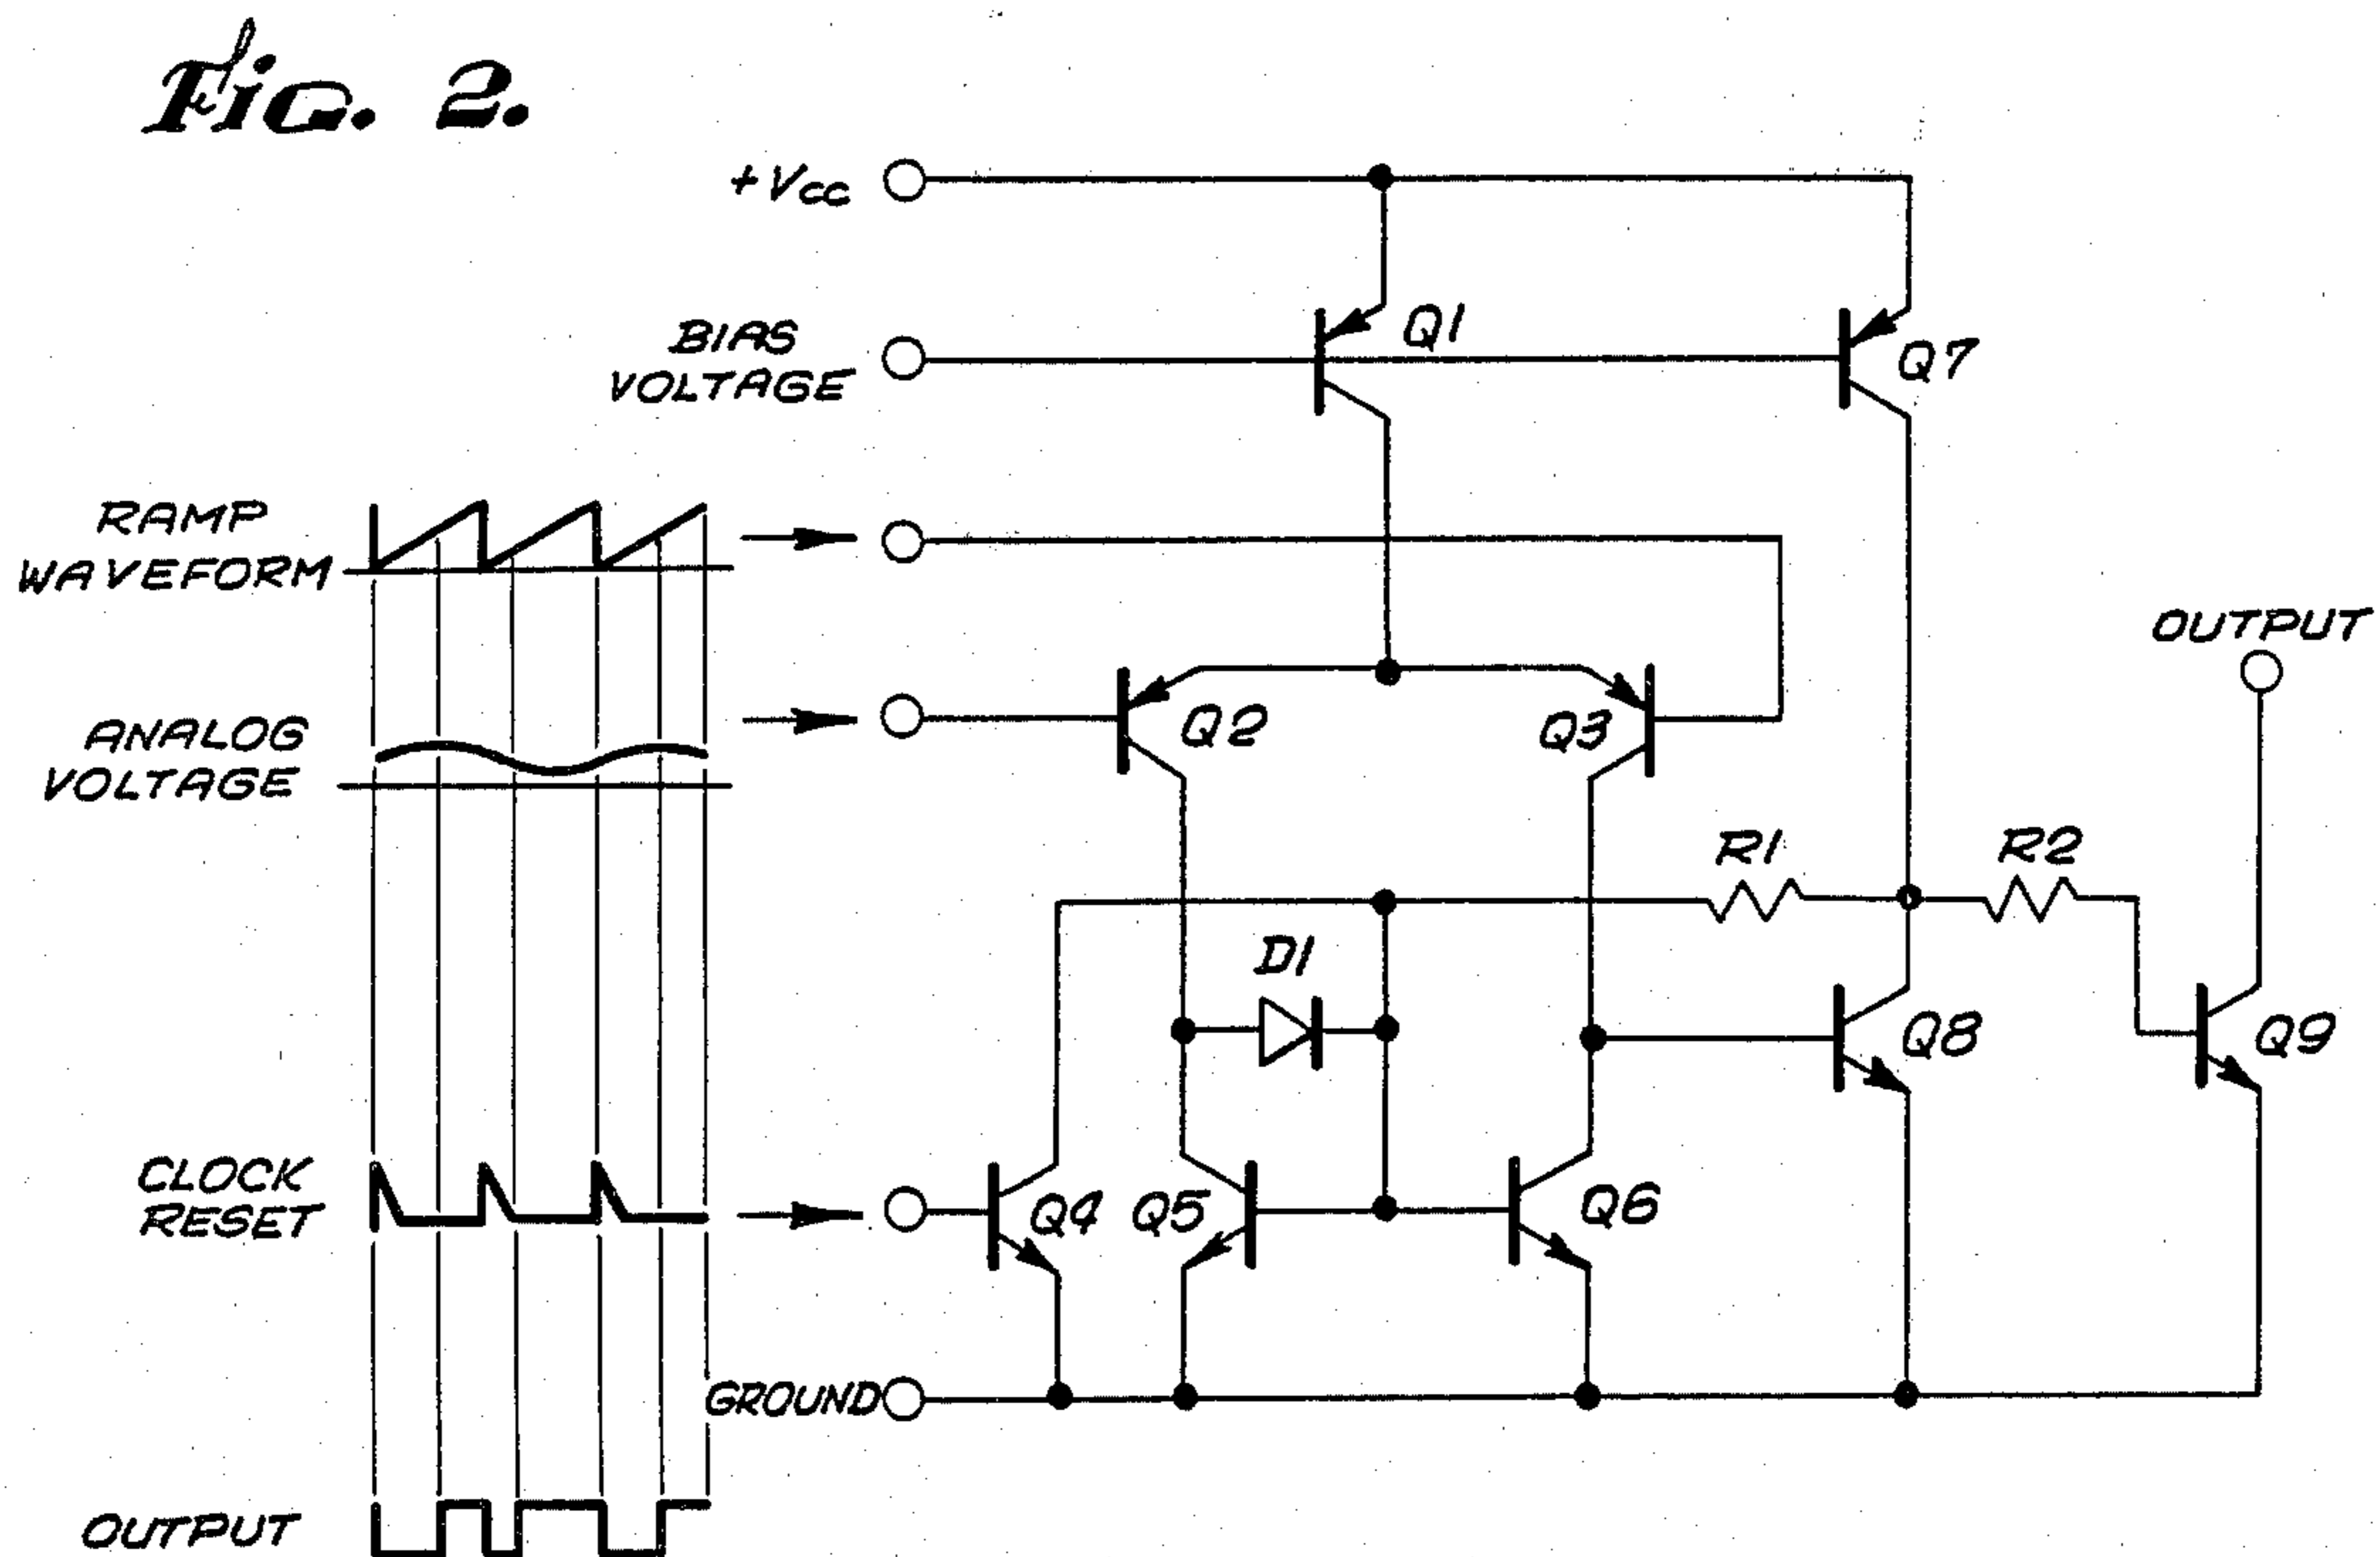 Fig. 2.
+Vcc
BIAS
VOLTAGE
Q1
Q7
RAMP
WAVEFORM
OUTPUT
ANALOG
VOLTAGE
Q2
Q3
R1
R2
D1
Q8
Q9
CLOCK
RESET
Q4
Q5
Q6
GROUND
OUTPUT